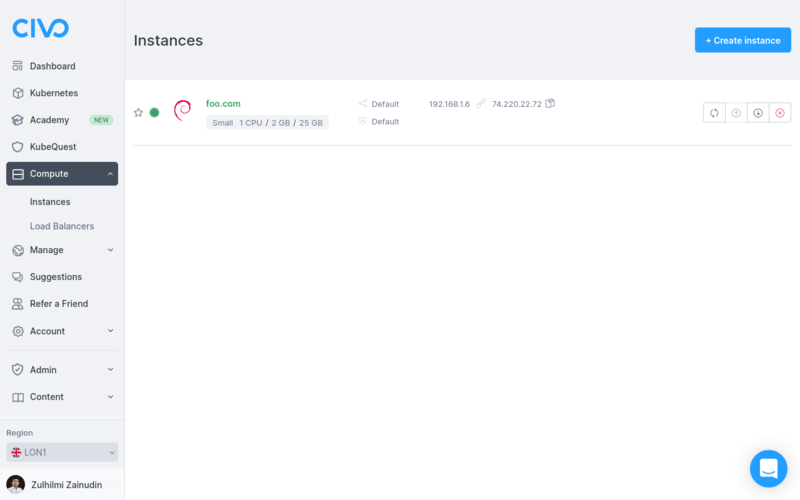 CIVO
Dashboard
Kubernetes
Academy NEW
KubeQuest
Compute
Instances
Load Balancers
Manage
Suggestions
Refer a Friend
Account
Admin
Content
Region
LON1
Zulhilmi Zainudin
Instances
+ Create instance
foo.com
Small 1 CPU / 2 GB / 25 GB
Default
Default
192.168.1.6 74.220.22.72